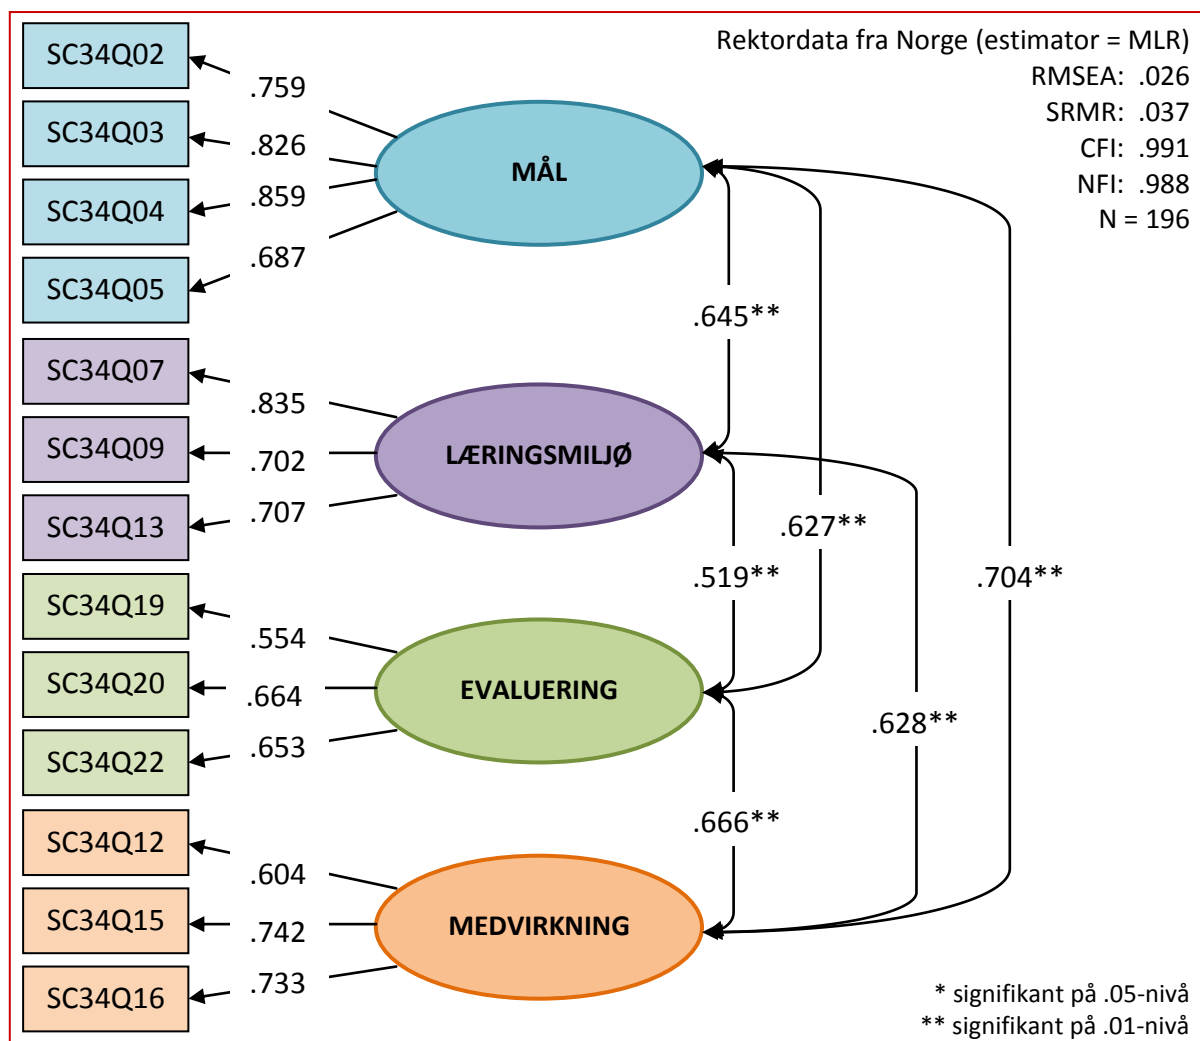 Rektordata fra Norge (estimator = MLR)
RMSEA: .026
SRMR: .037
CFI: .991
NFI: .988
N = 196
SC34Q02
.759
SC34Q03
.826
SC34Q04
.859
SC34Q05
.687
MÅL
SC34Q07
.835
SC34Q09
.702
SC34Q13
.707
LÆRINGSMILJØ
SC34Q19
.554
SC34Q20
.664
SC34Q22
.653
EVALUERING
SC34Q12
.604
SC34Q15
.742
SC34Q16
.733
MEDVIRKNING
.645**
.627**
.519**
.704**
.628**
.666**
* signifikant på .05-nivå
** signifikant på .01-nivå